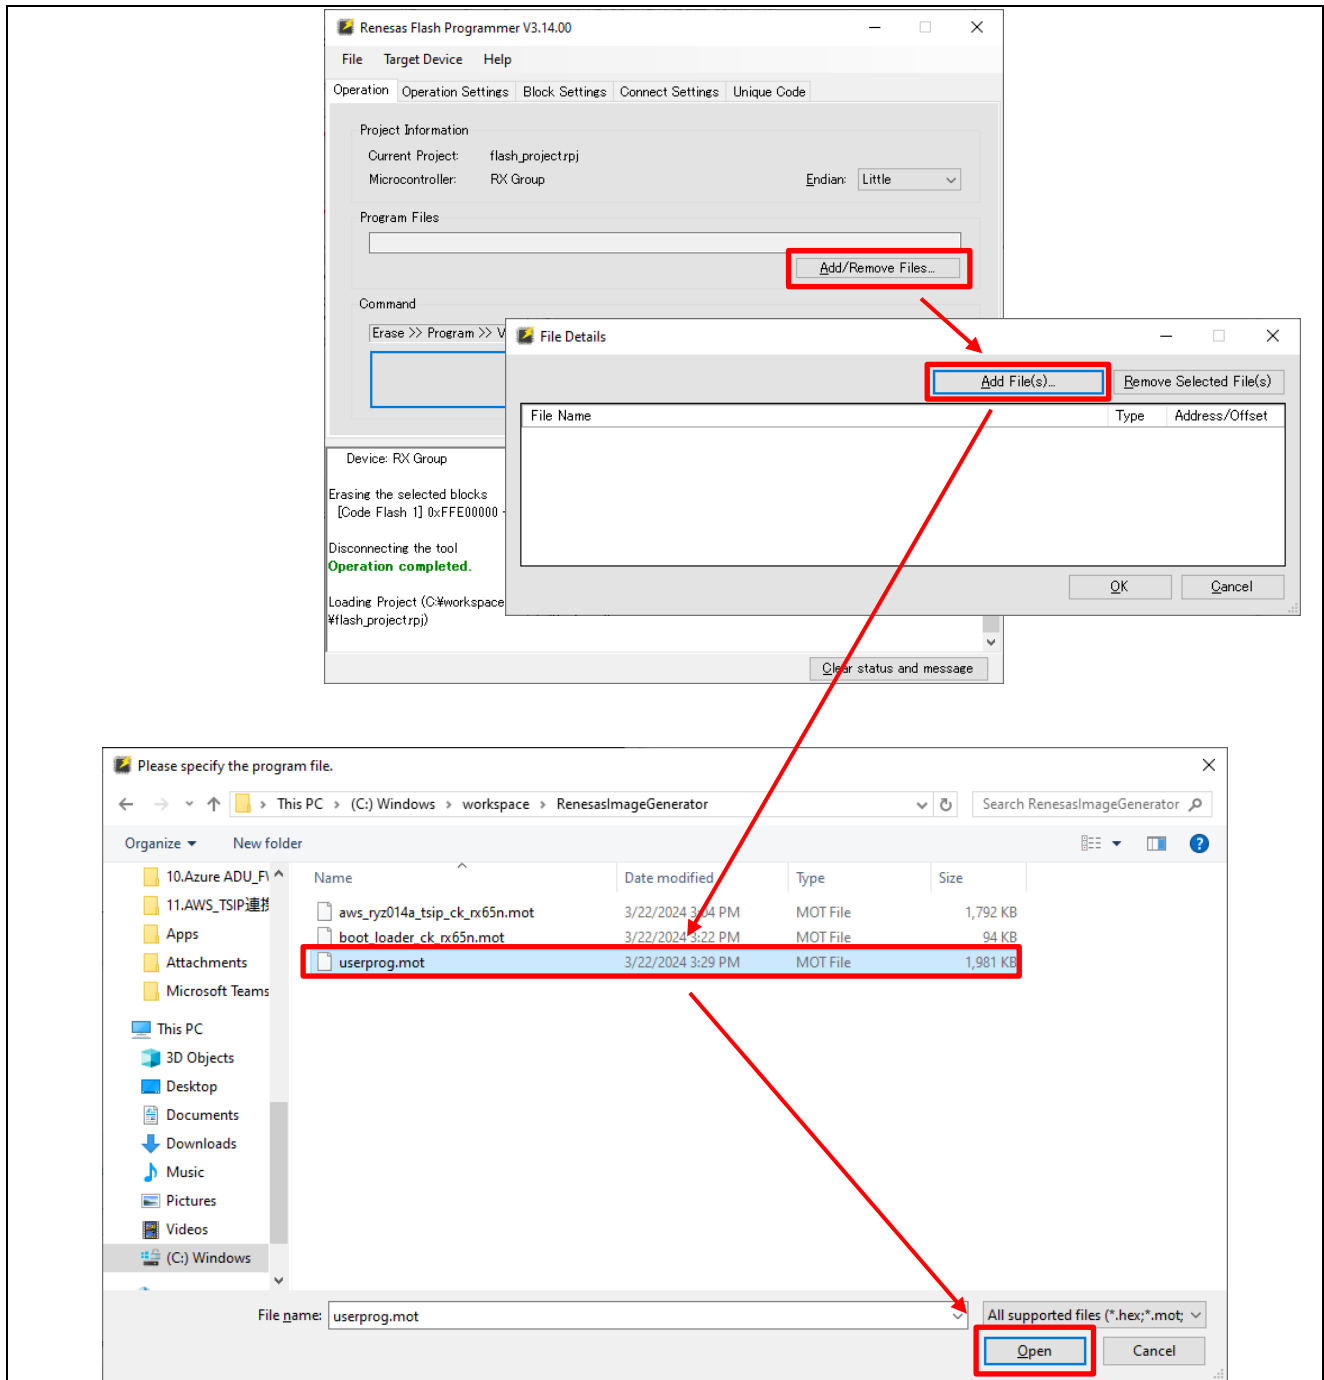 Renesas Flash Programmer V3.14.00
File Target Device Help
Operation Operation Settings Block Settings Connect Settings Unique Code
Project Information
Current Project: flash_project.rpj
Microcontroller: RX Group Endian: Little
Program Files
Add/Remove Files...
Command
Erase >> Program >> V
File Details
Add File(s)... Remove Selected File(s)
File Name Type Address/Offset
OK Cancel
Device: RX Group
Erasing the selected blocks
[Code Flash 1] 0xFFE00000 -
Disconnecting the tool
Operation completed.
Loading Project (C:¥workspace
¥flash_project.rpj)
Clear status and message
Please specify the program file.
This PC > (C:) Windows > workspace > RenesasImageGenerator Search RenesasImageGenerator
Organize New folder
Name Date modified Type Size
10.Azure ADU_F
11.AWS_TSIP連携
Apps
Attachments
Microsoft Teams
This PC
3D Objects
Desktop
Documents
Downloads
Music
Pictures
Videos
(C:) Windows
aws_ryz014a_tsip_ck_rx65n.mot 3/22/2024 3:04 PM MOT File 1,792 KB
boot_loader_ck_rx65n.mot 3/22/2024 3:22 PM MOT File 94 KB
userprog.mot 3/22/2024 3:29 PM MOT File 1,981 KB
File name: userprog.mot All supported files (*.hex;*.mot;
Open Cancel